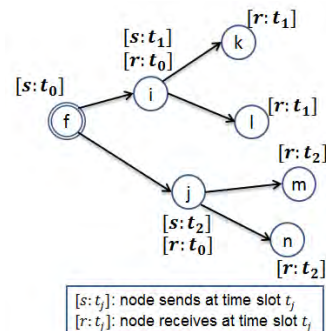 [r: t₁]
[s: t₁]
[r: t₀]
k
[s: t₀]
i
f
l
[r: t₁]
[r: t₂]
j
m
[s: t₂]
[r: t₀]
n
[r: t₂]
[s: tⱼ]: node sends at time slot tⱼ
[r: tⱼ]: node receives at time slot tⱼ